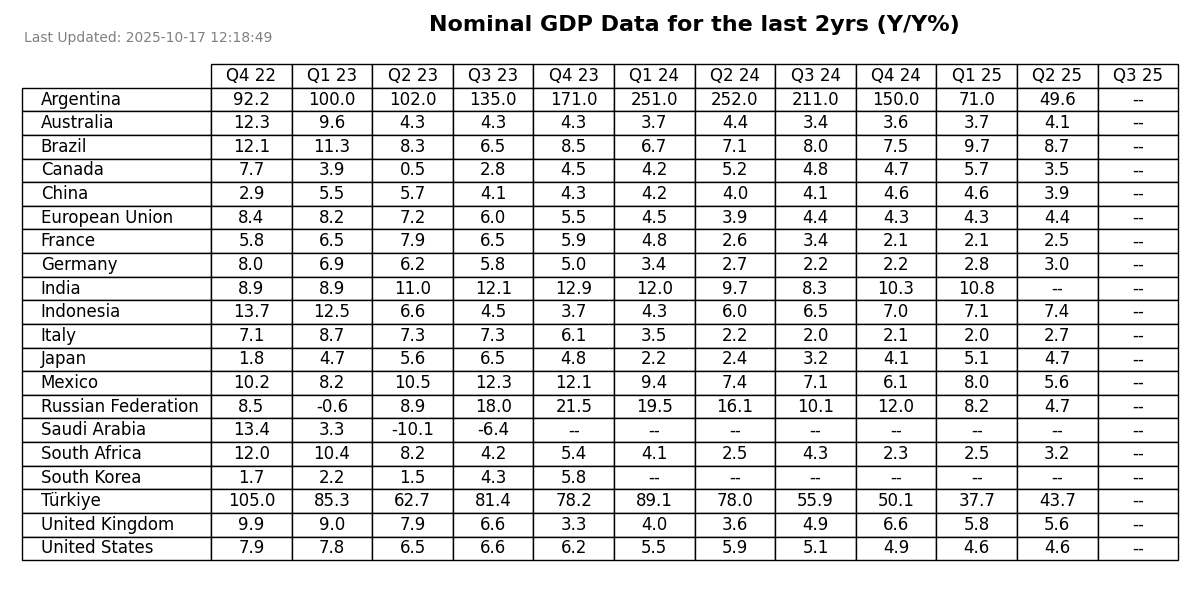 Nominal GDP Data for the last 2yrs (Y/Y%)
Last Updated: 2025-10-17 12:18:49
Q4 22 Q1 23 Q2 23 Q3 23 Q4 23 Q1 24 Q2 24 Q3 24 Q4 24 Q1 25 Q2 25 Q3 25
Argentina 92.2 100.0 102.0 135.0 171.0 251.0 252.0 211.0 150.0 71.0 49.6 --
Australia 12.3 9.6 4.3 4.3 4.3 3.7 4.4 3.4 3.6 3.7 4.1 --
Brazil 12.1 11.3 8.3 6.5 8.5 6.7 7.1 8.0 7.5 9.7 8.7 --
Canada 7.7 3.9 0.5 2.8 4.5 4.2 5.2 4.8 4.7 5.7 3.5 --
China 2.9 5.5 5.7 4.1 4.3 4.2 4.0 4.1 4.6 4.6 3.9 --
European Union 8.4 8.2 7.2 6.0 5.5 4.5 3.9 4.4 4.3 4.3 4.4 --
France 5.8 6.5 7.9 6.5 5.9 4.8 2.6 3.4 2.1 2.1 2.5 --
Germany 8.0 6.9 6.2 5.8 5.0 3.4 2.7 2.2 2.2 2.8 3.0 --
India 8.9 8.9 11.0 12.1 12.9 12.0 9.7 8.3 10.3 10.8 -- --
Indonesia 13.7 12.5 6.6 4.5 3.7 4.3 6.0 6.5 7.0 7.1 7.4 --
Italy 7.1 8.7 7.3 7.3 6.1 3.5 2.2 2.0 2.1 2.0 2.7 --
Japan 1.8 4.7 5.6 6.5 4.8 2.2 2.4 3.2 4.1 5.1 4.7 --
Mexico 10.2 8.2 10.5 12.3 12.1 9.4 7.4 7.1 6.1 8.0 5.6 --
Russian Federation 8.5 -0.6 8.9 18.0 21.5 19.5 16.1 10.1 12.0 8.2 4.7 --
Saudi Arabia 13.4 3.3 -10.1 -6.4 -- -- -- -- -- -- -- --
South Africa 12.0 10.4 8.2 4.2 5.4 4.1 2.5 4.3 2.3 2.5 3.2 --
South Korea 1.7 2.2 1.5 4.3 5.8 -- -- -- -- -- -- --
Türkiye 105.0 85.3 62.7 81.4 78.2 89.1 78.0 55.9 50.1 37.7 43.7 --
United Kingdom 9.9 9.0 7.9 6.6 3.3 4.0 3.6 4.9 6.6 5.8 5.6 --
United States 7.9 7.8 6.5 6.6 6.2 5.5 5.9 5.1 4.9 4.6 4.6 --